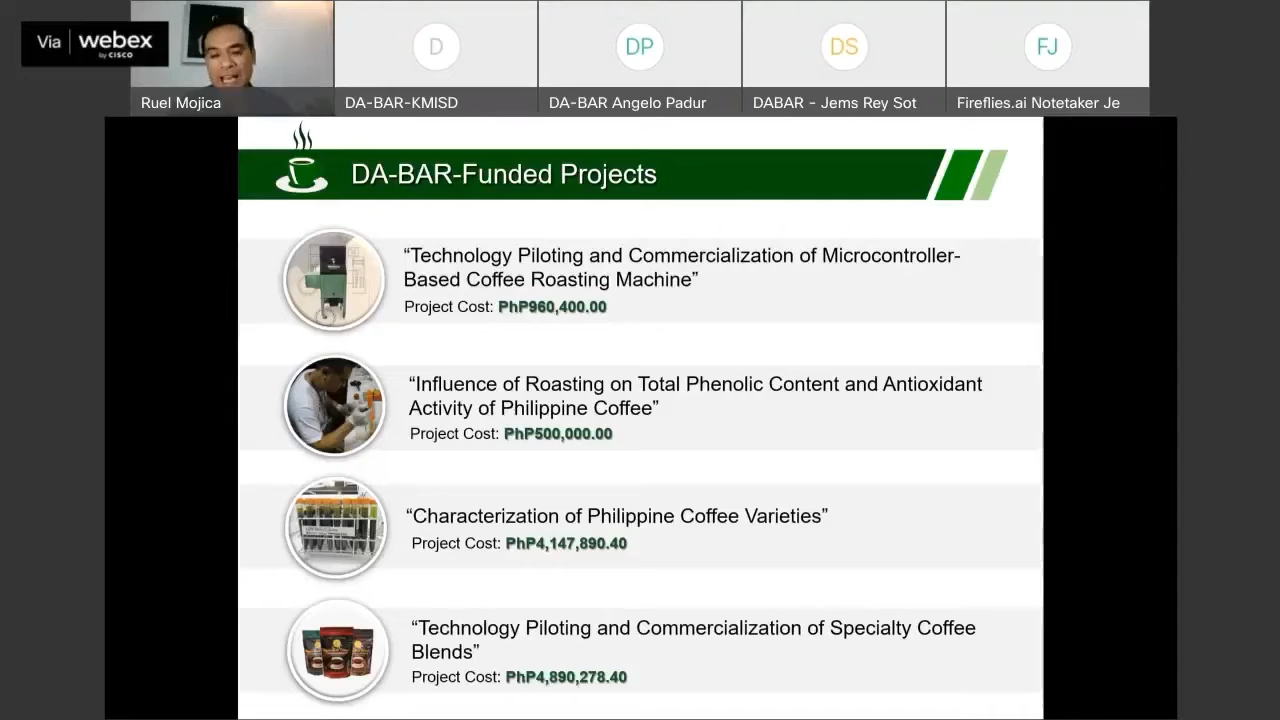 Via webex
by CISCO
Ruel Mojica
D
DA-BAR-KMISD
DP
DA-BAR Angelo Padur
DS
DABAR - Jems Rey Sot
FJ
Fireflies.ai Notetaker Je
DA-BAR-Funded Projects
“Technology Piloting and Commercialization of Microcontroller-
Based Coffee Roasting Machine”
Project Cost: PhP960,400.00
“Influence of Roasting on Total Phenolic Content and Antioxidant
Activity of Philippine Coffee”
Project Cost: PhP500,000.00
“Characterization of Philippine Coffee Varieties”
Project Cost: PhP4,147,890.40
“Technology Piloting and Commercialization of Specialty Coffee
Blends”
Project Cost: PhP4,890,278.40